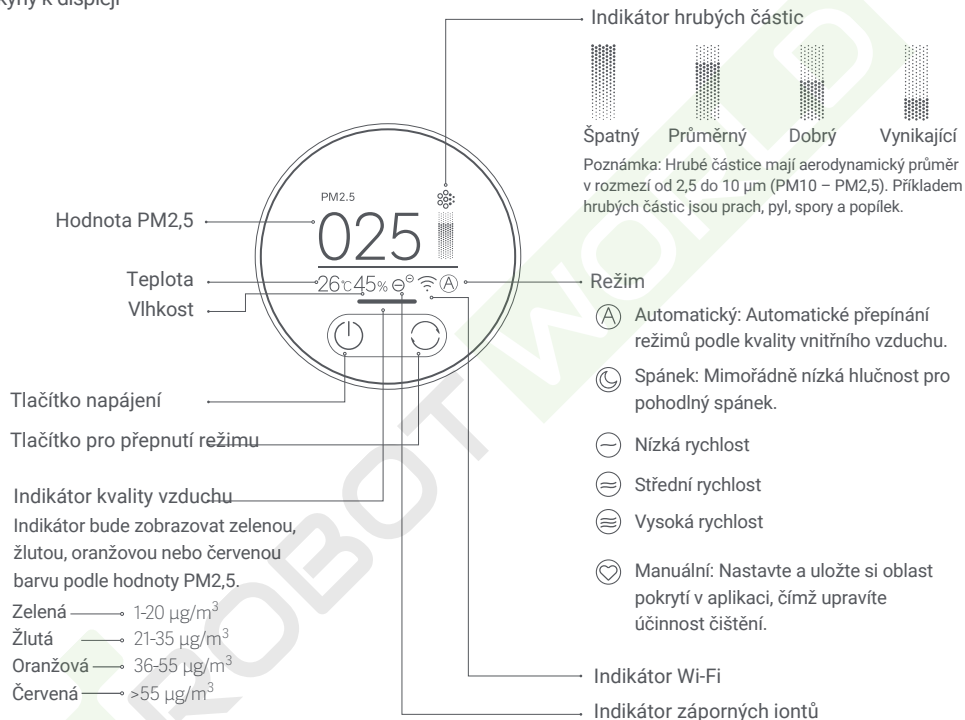 kyny k displeji
Indikátor hrubých částic
Špatný Průměrný Dobrý Vynikající
Poznámka: Hrubé částice mají aerodynamický průměr
v rozmezí od 2,5 do 10 µm (PM10 – PM2,5). Příkladem
hrubých částic jsou prach, pyl, spory a popílek.
PM2.5
025
26℃ 45% A
Hodnota PM2,5
Teplota
Vlhkost
Tlačítko napájení
Tlačítko pro přepnutí režimu
Indikátor kvality vzduchu
Indikátor bude zobrazovat zelenou,
žlutou, oranžovou nebo červenou
barvu podle hodnoty PM2,5.
Zelená 1-20 µg/m³
Žlutá 21-35 µg/m³
Oranžová 36-55 µg/m³
Červená >55 µg/m³
Režim
A Automatický: Automatické přepínání
režimů podle kvality vnitřního vzduchu.
Spánek: Mimořádně nízká hlučnost pro
pohodlný spánek.
Nízká rychlost
Střední rychlost
Vysoká rychlost
Manuální: Nastavte a uložte si oblast
pokrytí v aplikaci, čímž upravíte
účinnost čištění.
Indikátor Wi-Fi
Indikátor záporných iontů
ROBOTWORLD